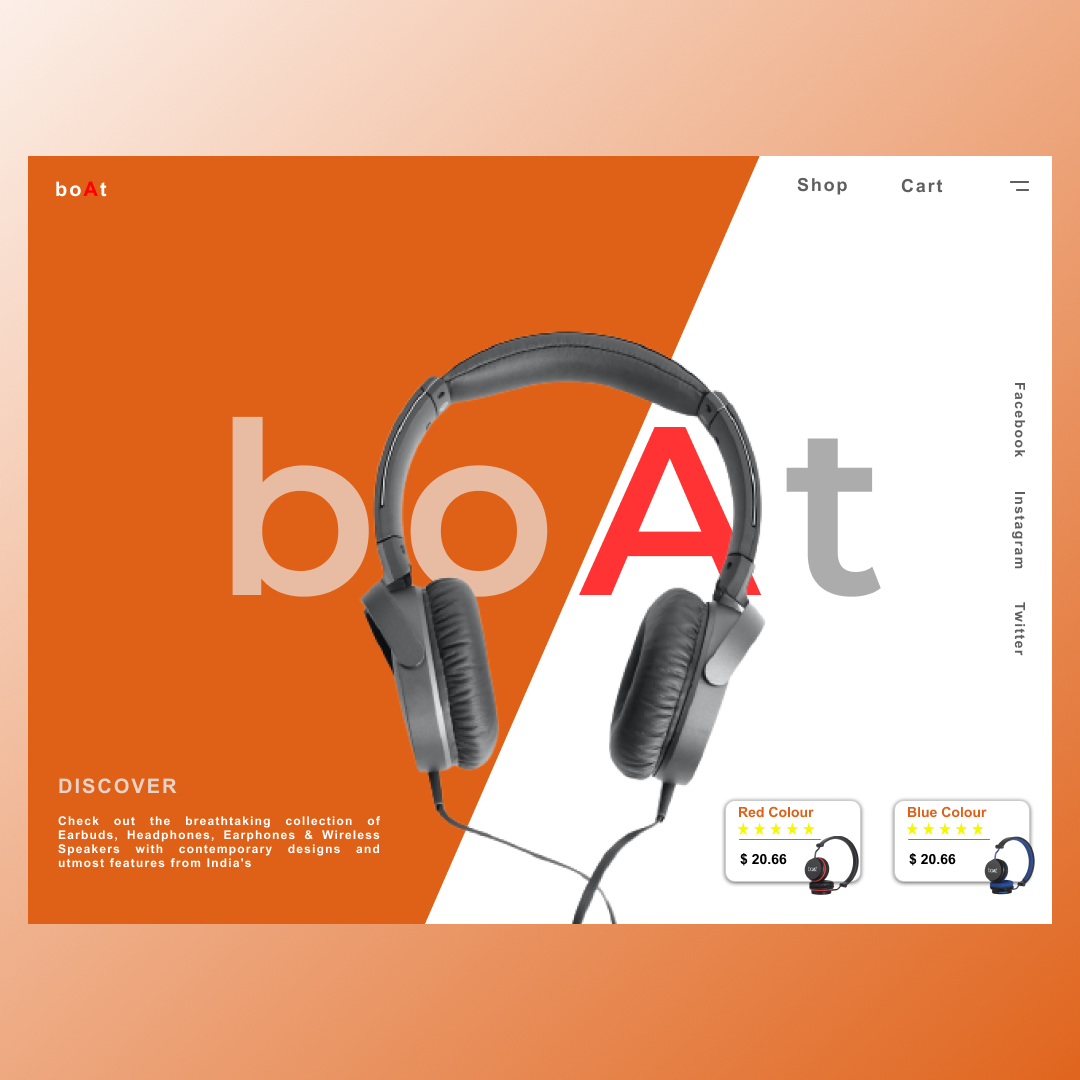 boAt
Shop
Cart
boAt
Facebook
Instagram
Twitter
DISCOVER
Check out the breathtaking collection of
Earbuds, Headphones, Earphones & Wireless
Speakers with contemporary designs and
utmost features from India's
Red Colour
$ 20.66
Blue Colour
$ 20.66